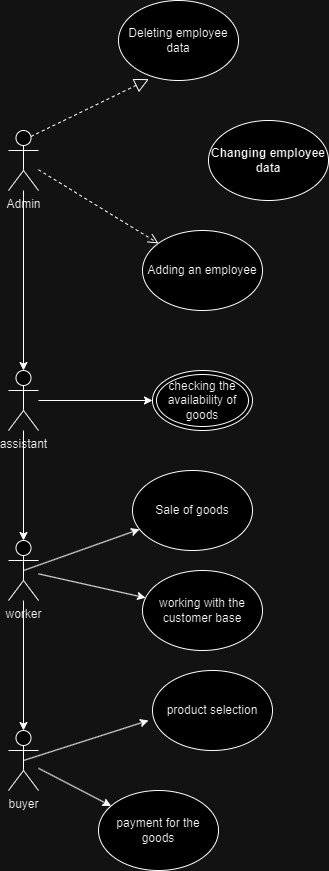 Deleting employee
data
Changing employee
data
Admin
Adding an employee
checking the
availability of
goods
assistant
Sale of goods
working with the
customer base
worker
product selection
buyer
payment for the
goods